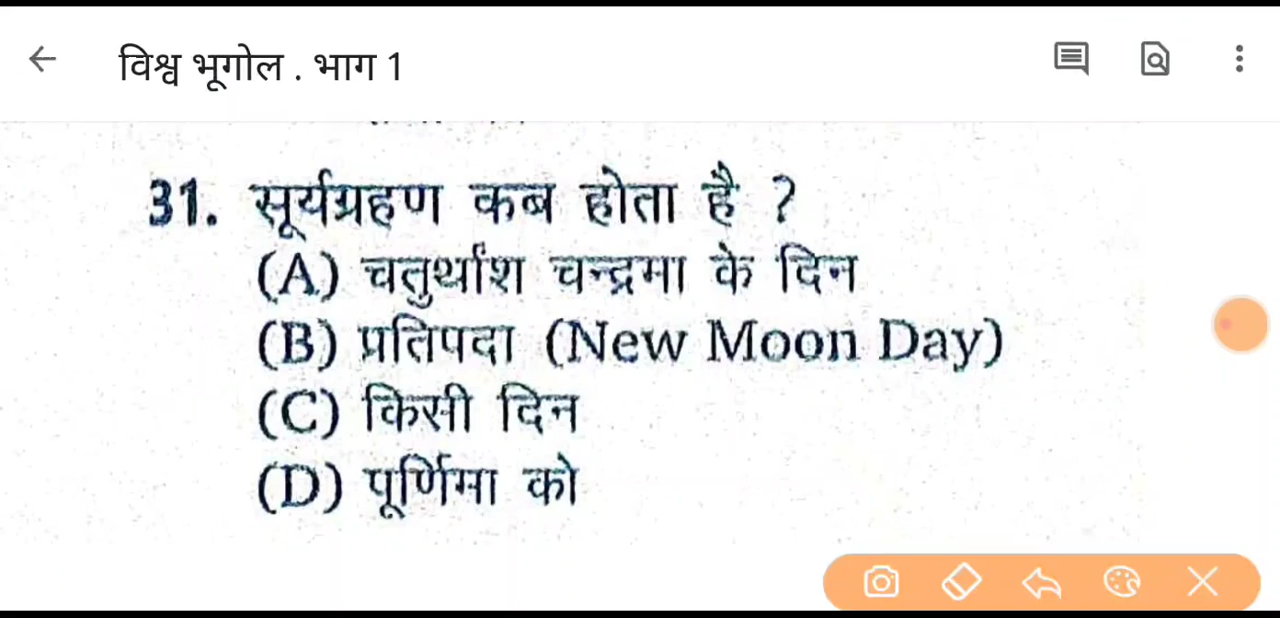 विश्व भूगोल . भाग 1
31. सूर्यग्रहण कब होता है ?
(A) चतुर्थांश चन्द्रमा के दिन
(B) प्रतिपदा (New Moon Day)
(C) किसी दिन
(D) पूर्णिमा को